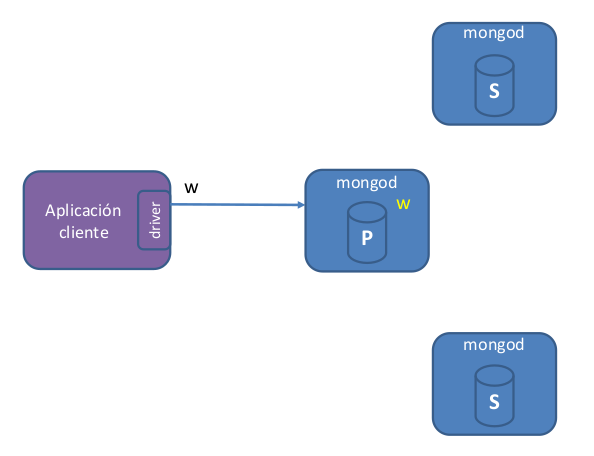 mongod
S
Aplicación
cliente
driver
w
mongod
w
P
mongod
S